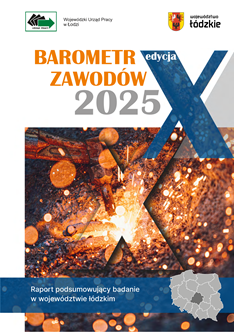 Wojewódzki Urząd Pracy
w Łodzi
województwo
łódzkie
BAROMETR edycja
ZAWODÓW X
2025
Raport podsumowujący badanie
w województwie łódzkim